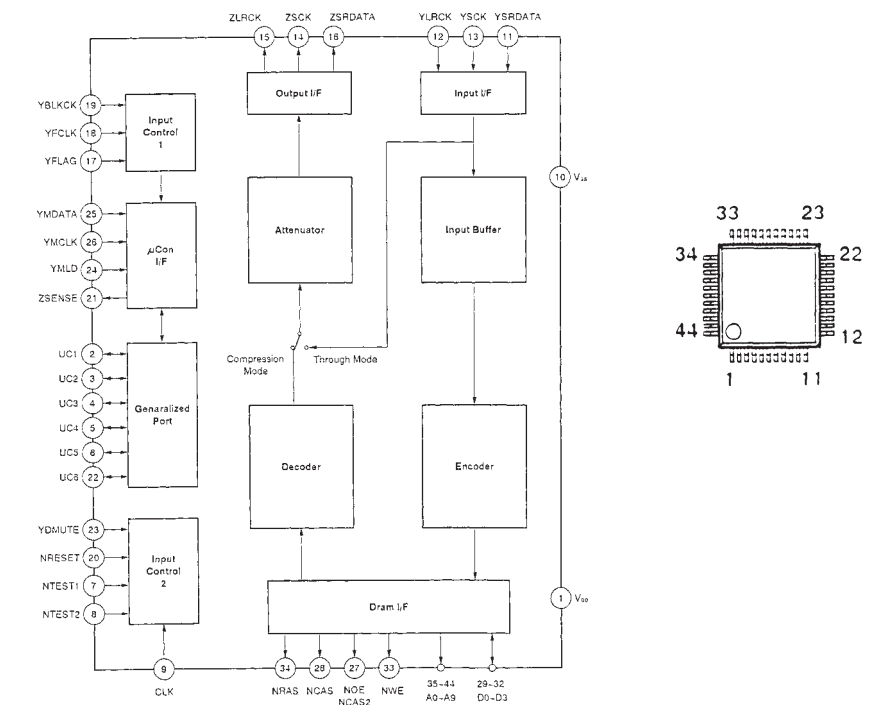 ZLRCK ZSCK ZSRDATA YLRCK YSCK YSRDATA
15 14 16 12 13 11
Output I/F
Input I/F
YBLKCK 19
YFCLK 18
YFLAG 17
Input
Control
1
10
YMDATA 25
YMCLK 26
YMLD 24
ZSENSE 21
μCon
I/F
Attenuator
Input Buffer
UC1 2
UC2 3
UC3 4
UC4 5
UC5 6
UC6 22
Genaralized
Port
Compression
Mode
Through Mode
Decoder
Encoder
YDMUTE 23
NRESET 20
NTEST1 7
NTEST2 8
Input
Control
2
Dram I/F
1
9
CLK
34 28 27 33
NRAS NCAS NOE NWE
NCAS2
35~44
A0~A9
29~32
D0~D3
33 23
34 22
44 12
1 11